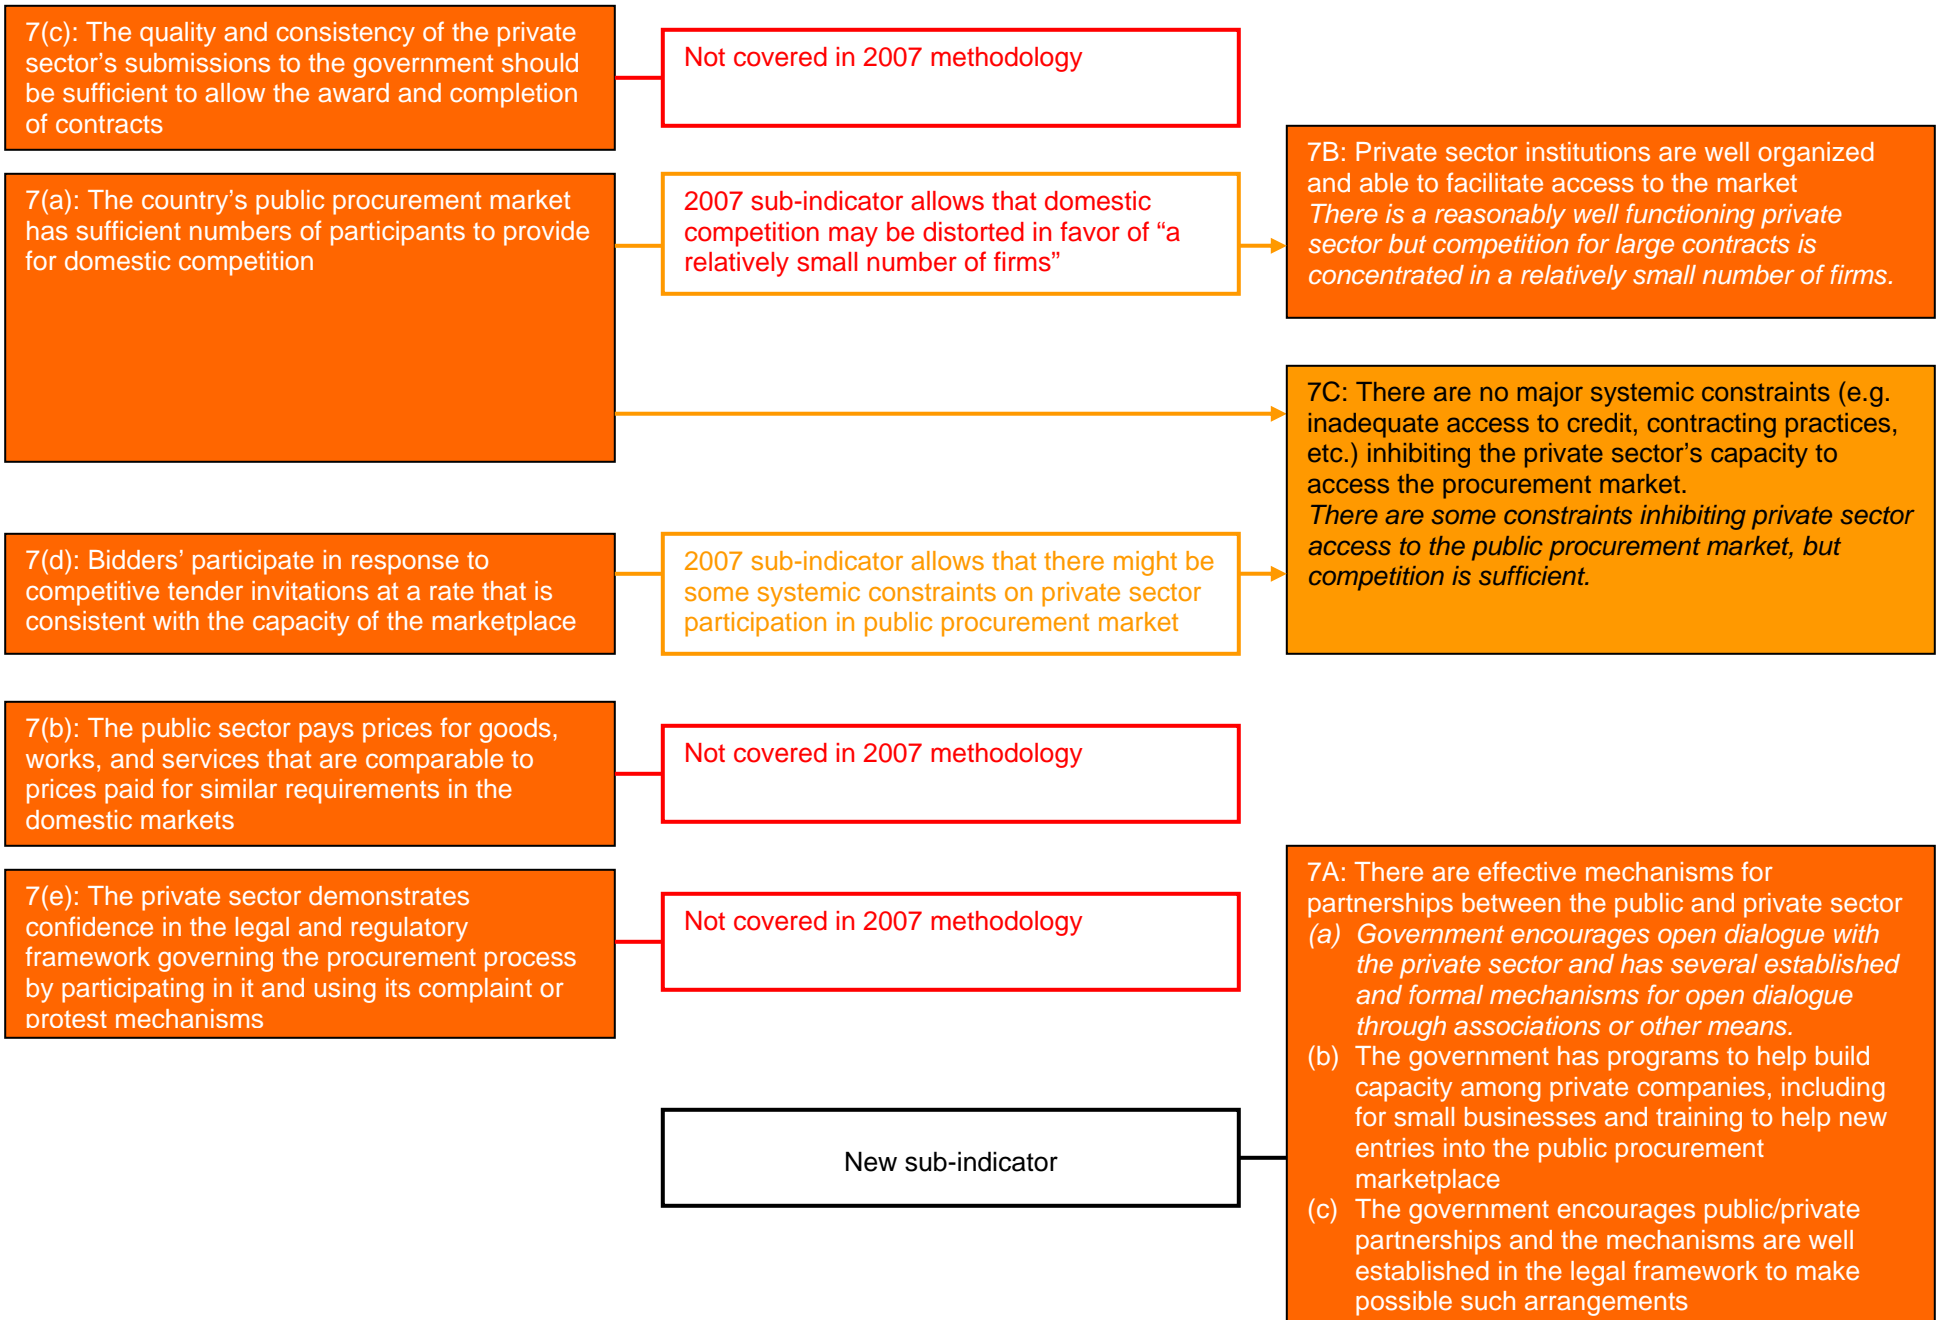 7(c): The quality and consistency of the private
sector’s submissions to the government should
be sufficient to allow the award and completion
of contracts
Not covered in 2007 methodology
7(a): The country’s public procurement market
has sufficient numbers of participants to provide
for domestic competition
2007 sub-indicator allows that domestic
competition may be distorted in favor of “a
relatively small number of firms”
7B: Private sector institutions are well organized
and able to facilitate access to the market
There is a reasonably well functioning private
sector but competition for large contracts is
concentrated in a relatively small number of firms.
7C: There are no major systemic constraints (e.g.
inadequate access to credit, contracting practices,
etc.) inhibiting the private sector’s capacity to
access the procurement market.
There are some constraints inhibiting private sector
access to the public procurement market, but
competition is sufficient.
7(d): Bidders’ participate in response to
competitive tender invitations at a rate that is
consistent with the capacity of the marketplace
2007 sub-indicator allows that there might be
some systemic constraints on private sector
participation in public procurement market
7(b): The public sector pays prices for goods,
works, and services that are comparable to
prices paid for similar requirements in the
domestic markets
Not covered in 2007 methodology
7(e): The private sector demonstrates
confidence in the legal and regulatory
framework governing the procurement process
by participating in it and using its complaint or
protest mechanisms
Not covered in 2007 methodology
7A: There are effective mechanisms for
partnerships between the public and private sector
(a) Government encourages open dialogue with
the private sector and has several established
and formal mechanisms for open dialogue
through associations or other means.
(b) The government has programs to help build
capacity among private companies, including
for small businesses and training to help new
entries into the public procurement
marketplace
(c) The government encourages public/private
partnerships and the mechanisms are well
established in the legal framework to make
possible such arrangements
New sub-indicator